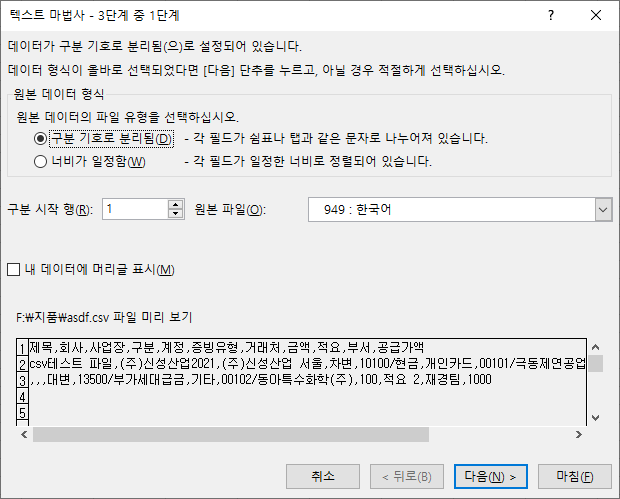 텍스트 마법사 - 3단계 중 1단계
데이터가 구분 기호로 분리됨(으)로 설정되어 있습니다.
데이터 형식이 올바로 선택되었다면 [다음] 단추를 누르고, 아닐 경우 적절하게 선택하십시오.
원본 데이터 형식
원본 데이터의 파일 유형을 선택하십시오.
구분 기호로 분리됨(D) - 각 필드가 쉼표나 탭과 같은 문자로 나누어져 있습니다.
너비가 일정함(W) - 각 필드가 일정한 너비로 정렬되어 있습니다.
구분 시작 행(R): 1 원본 파일(O): 949 : 한국어
내 데이터에 머리글 표시(M)
F:₩지품₩asdf.csv 파일 미리 보기
1 제목,회사,사업장,구분,계정,증빙유형,거래처,금액,적요,부서,공급가액
2 csv테스트 파일,(주)신성산업2021,(주)신성산업 서울,차변,10100/현금,개인카드,00101/극동제연공업
3 ,,,대변,13500/부가세대급금,기타,00102/동아특수화학(주),100,적요 2,재경팀,1000
4
5
취소 < 뒤로(B) 다음(N) > 마침(F)